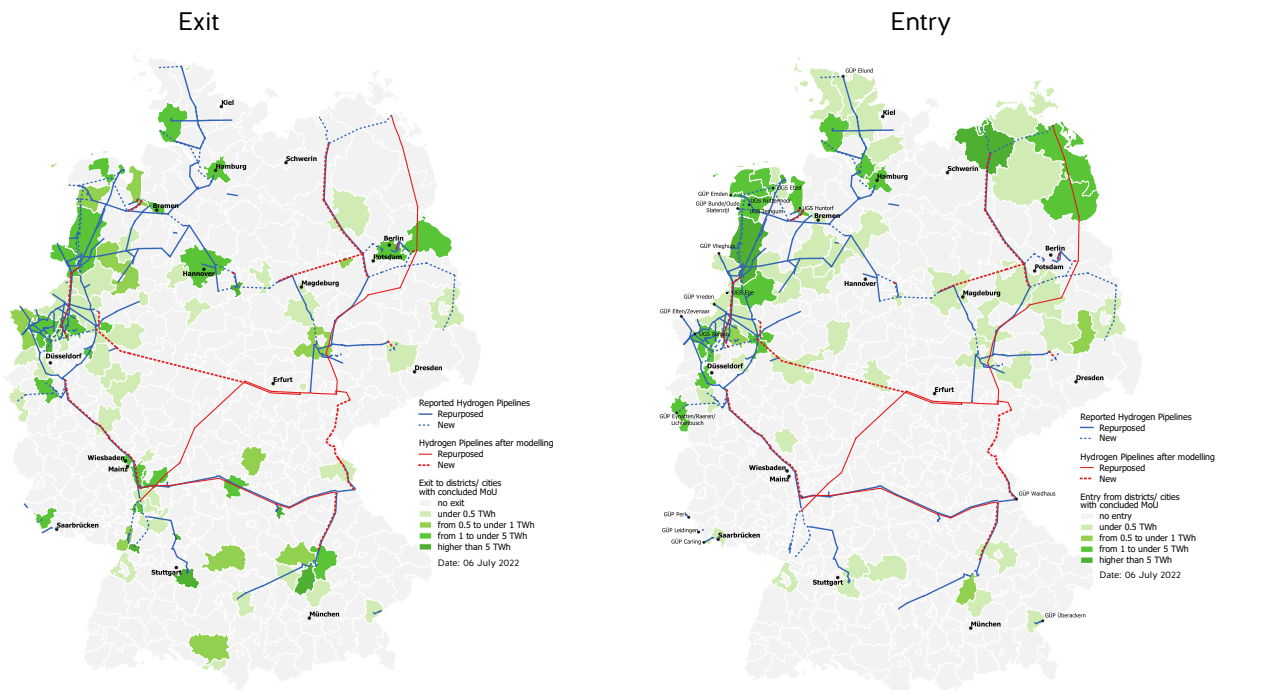 Exit
Kiel
Schwerin
Hamburg
Bremen
Berlin
Potsdam
Hannover
Magdeburg
Düsseldorf
Erfurt
Dresden
Wiesbaden
Mainz
Saarbrücken
Stuttgart
München
Reported Hydrogen Pipelines
Repurposed
New
Hydrogen Pipelines after modelling
Repurposed
New
Exit to districts/ cities
with concluded MoU
no exit
under 0.5 TWh
from 0.5 to under 1 TWh
from 1 to under 5 TWh
higher than 5 TWh
Date: 06 July 2022
Entry
GÜP Ellund
Kiel
Schwerin
Hamburg
GÜP Emden
UGS Etzel
GÜP Bunde/Oude
Statenzijl
UGS Nüttermoor
UGS Jemgum
UGS Huntorf
Bremen
GÜP Vlieghuis
Berlin
Potsdam
Hannover
Magdeburg
UGS Epe
GÜP Vreden
GÜP Elten/Zevenaar
UGS Xanten
Düsseldorf
Erfurt
Dresden
GÜP Eynatten/Raeren/
Lichtenbusch
Wiesbaden
Mainz
GÜP Waidhaus
GÜP Perl
GÜP Leidingen
GÜP Carling
Saarbrücken
Stuttgart
München
GÜP Überackern
Reported Hydrogen Pipelines
Repurposed
New
Hydrogen Pipelines after modelling
Repurposed
New
Entry from districts/ cities
with concluded MoU
no entry
under 0.5 TWh
from 0.5 to under 1 TWh
from 1 to under 5 TWh
higher than 5 TWh
Date: 06 July 2022